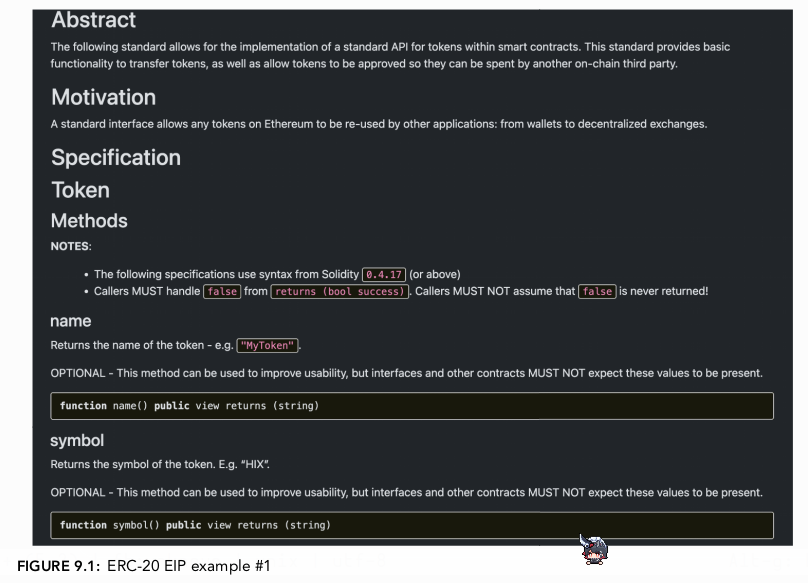 Abstract
The following standard allows for the implementation of a standard API for tokens within smart contracts. This standard provides basic
functionality to transfer tokens, as well as allow tokens to be approved so they can be spent by another on-chain third party.
Motivation
A standard interface allows any tokens on Ethereum to be re-used by other applications: from wallets to decentralized exchanges.
Specification
Token
Methods
NOTES:
• The following specifications use syntax from Solidity 0.4.17 (or above)
• Callers MUST handle false from returns (bool success). Callers MUST NOT assume that false is never returned!
name
Returns the name of the token - e.g. "MyToken".
OPTIONAL - This method can be used to improve usability, but interfaces and other contracts MUST NOT expect these values to be present.
function name() public view returns (string)
symbol
Returns the symbol of the token. E.g. “HIX”.
OPTIONAL - This method can be used to improve usability, but interfaces and other contracts MUST NOT expect these values to be present.
function symbol() public view returns (string)
FIGURE 9.1: ERC-20 EIP example #1